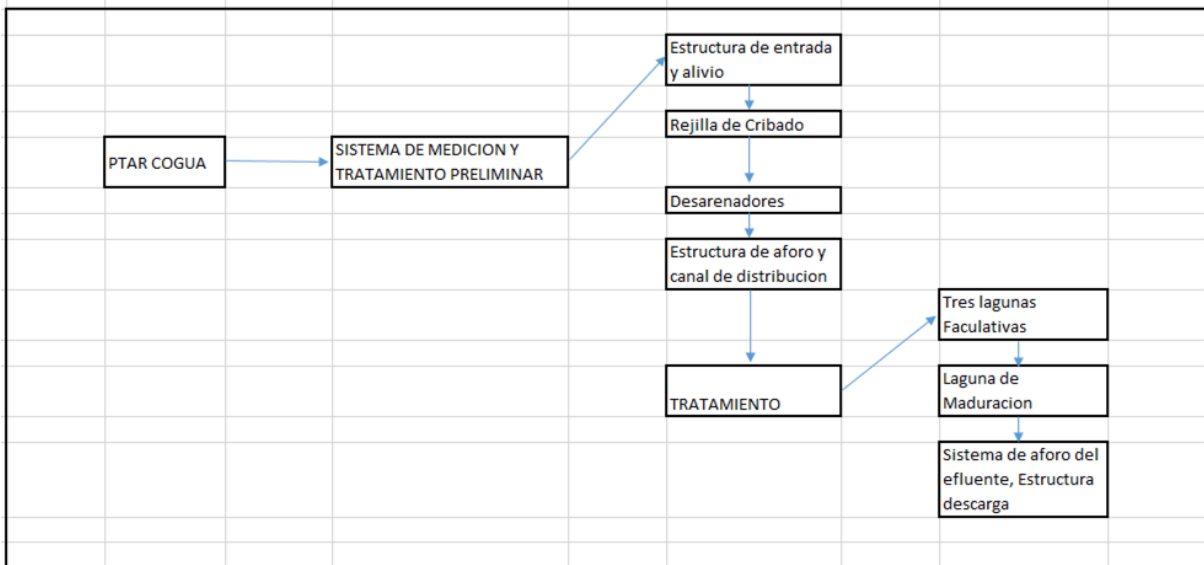 Estructura de entrada
y alivio
Rejilla de Cribado
PTAR COGUA
SISTEMA DE MEDICION Y
TRATAMIENTO PRELIMINAR
Desarenadores
Estructura de aforo y
canal de distribucion
TRATAMIENTO
Tres lagunas
Faculativas
Laguna de
Maduracion
Sistema de aforo del
efluente, Estructura
descarga